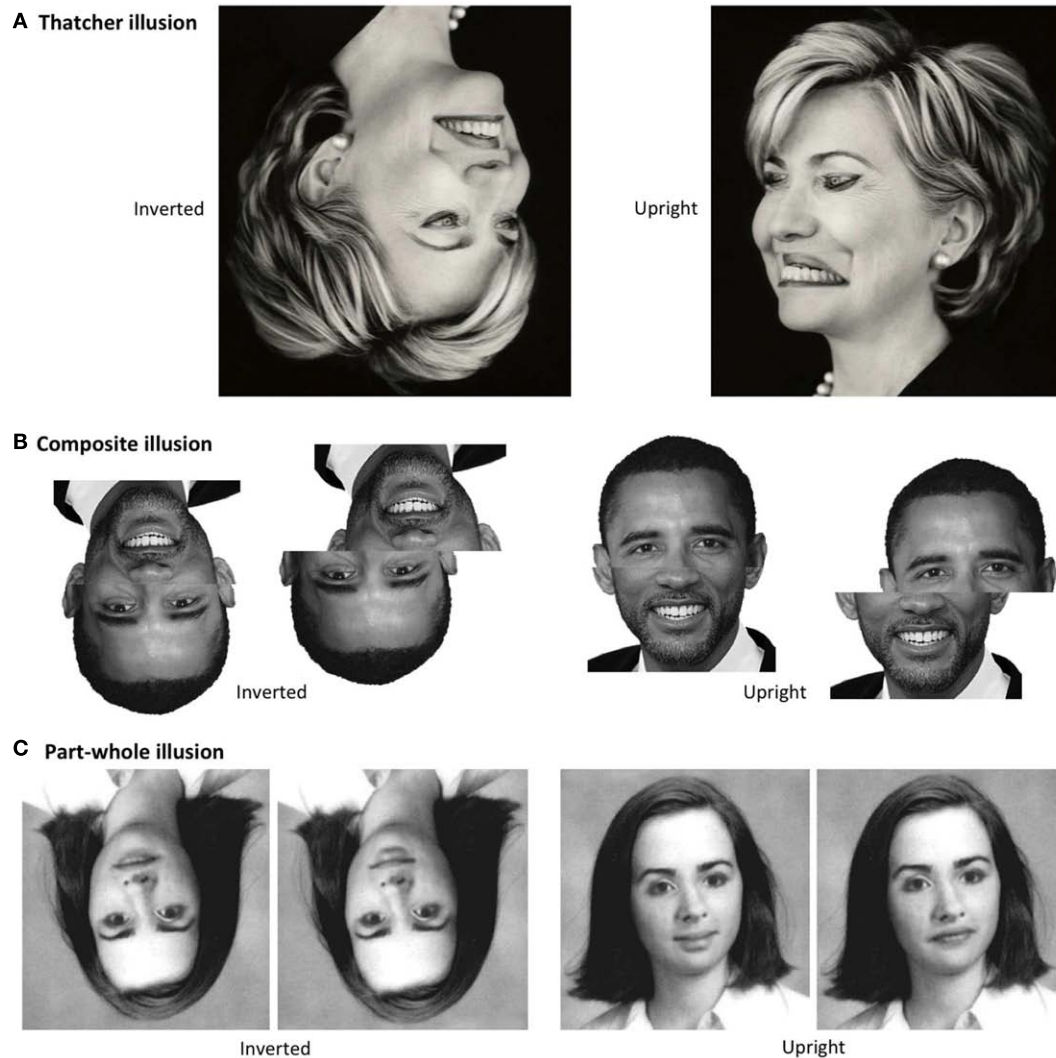 A Thatcher illusion
Inverted
Upright
B Composite illusion
Inverted
Upright
C Part-whole illusion
Inverted
Upright